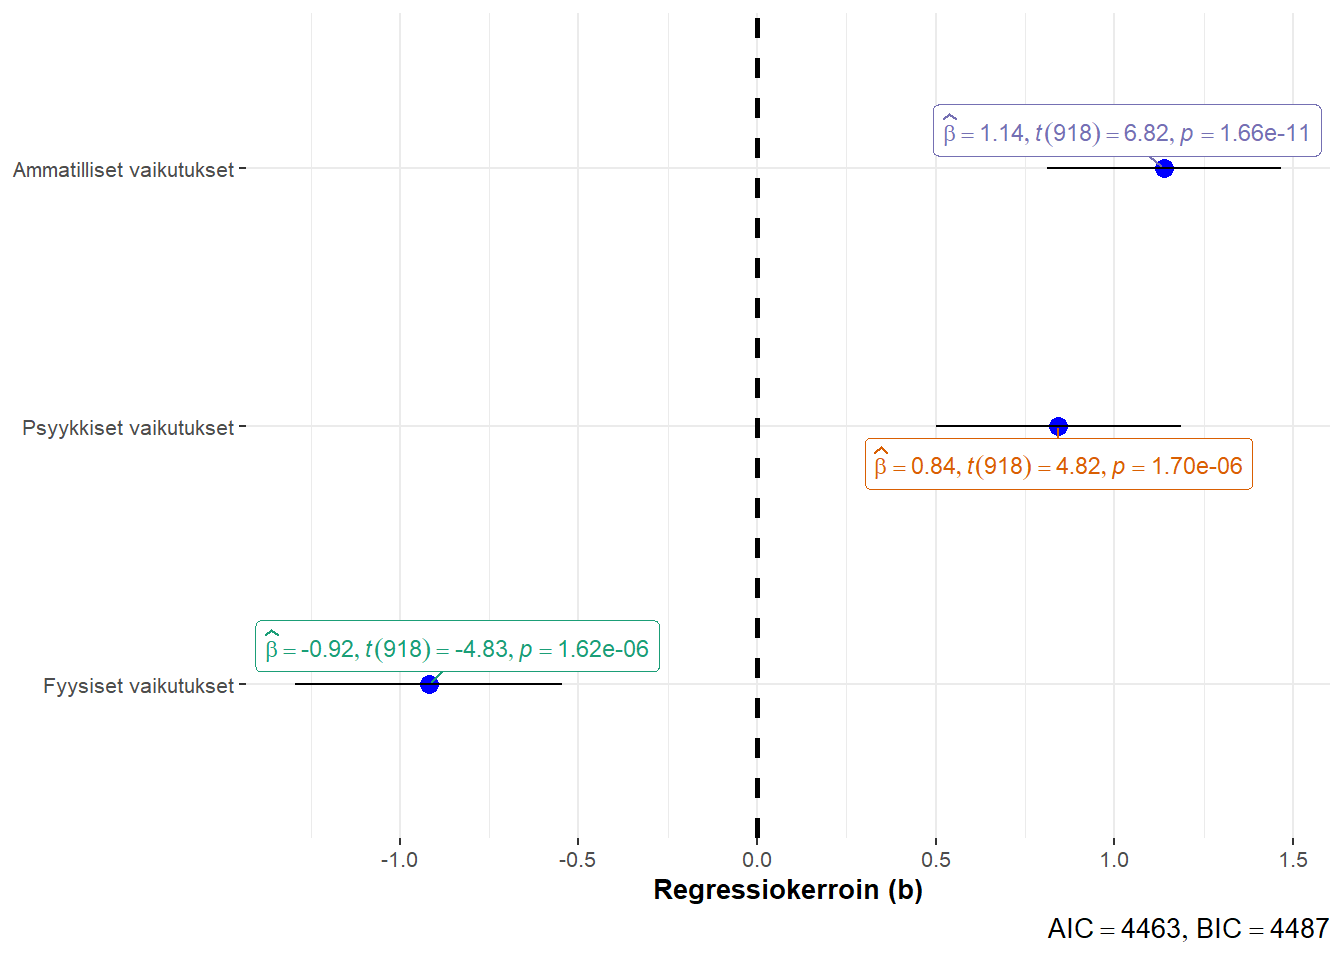 β̂ = 1.14, t(918) = 6.82, p = 1.66e-11
Ammatilliset vaikutukset
Psyykkiset vaikutukset
β̂ = 0.84, t(918) = 4.82, p = 1.70e-06
β̂ = -0.92, t(918) = -4.83, p = 1.62e-06
Fyysiset vaikutukset
-1.0 -0.5 0.0 0.5 1.0 1.5
Regressiokerroin (b)
AIC = 4463, BIC = 4487